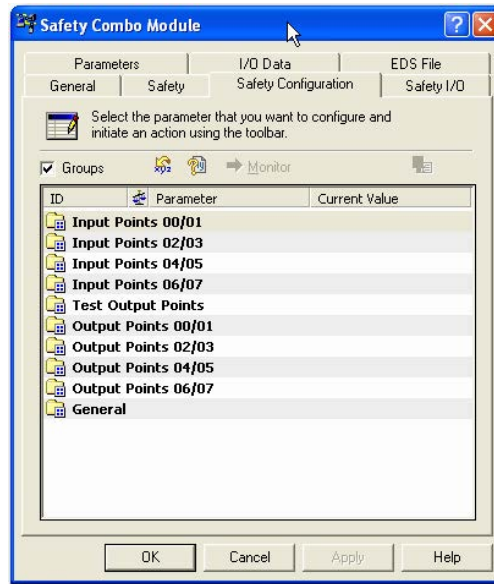 Safety Combo Module
Parameters I/O Data EDS File
General Safety Safety Configuration Safety I/O
Select the parameter that you want to configure and
initiate an action using the toolbar.
Groups Monitor
ID Parameter Current Value
Input Points 00/01
Input Points 02/03
Input Points 04/05
Input Points 06/07
Test Output Points
Output Points 00/01
Output Points 02/03
Output Points 04/05
Output Points 06/07
General
OK Cancel Apply Help